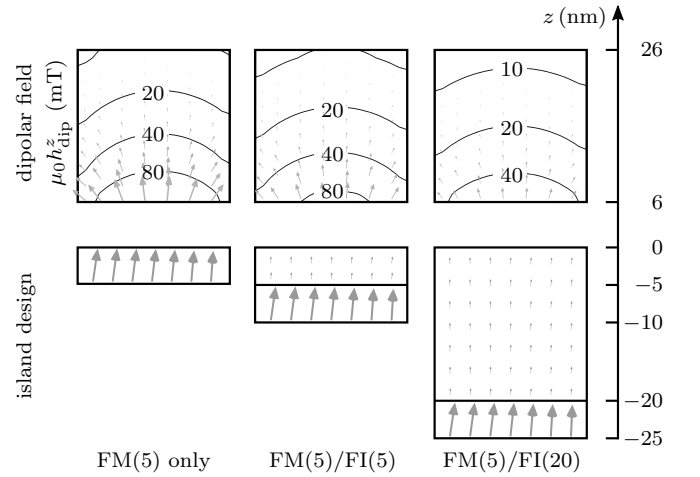 z (nm)
dipolar field
μ₀hᶻ_dip (mT)
20
40
80
20
40
80
10
20
40
26
6
island design
0
−5
−10
−20
−25
FM(5) only
FM(5)/FI(5)
FM(5)/FI(20)